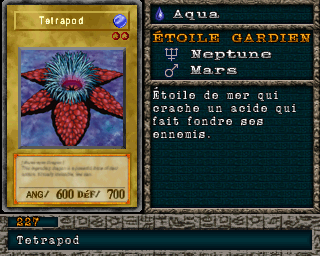 Tetrapod
ANG/ 600 DÉF/ 700
Aqua
ÉTOILE GARDIEN
Neptune
Mars
Étoile de mer qui
crache un acide qui
fait fondre ses
ennemis.
227
Tetrapod